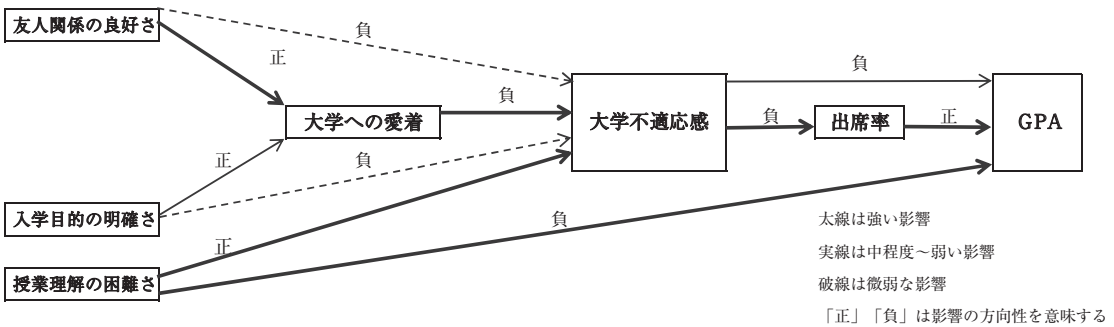 友人関係の良好さ
負
正
負
大学への愛着
負
大学不適応感
負
出席率
正
GPA
正
負
入学目的の明確さ
負
太線は強い影響
正
実線は中程度～弱い影響
授業理解の困難さ
破線は微弱な影響
「正」「負」は影響の方向性を意味する